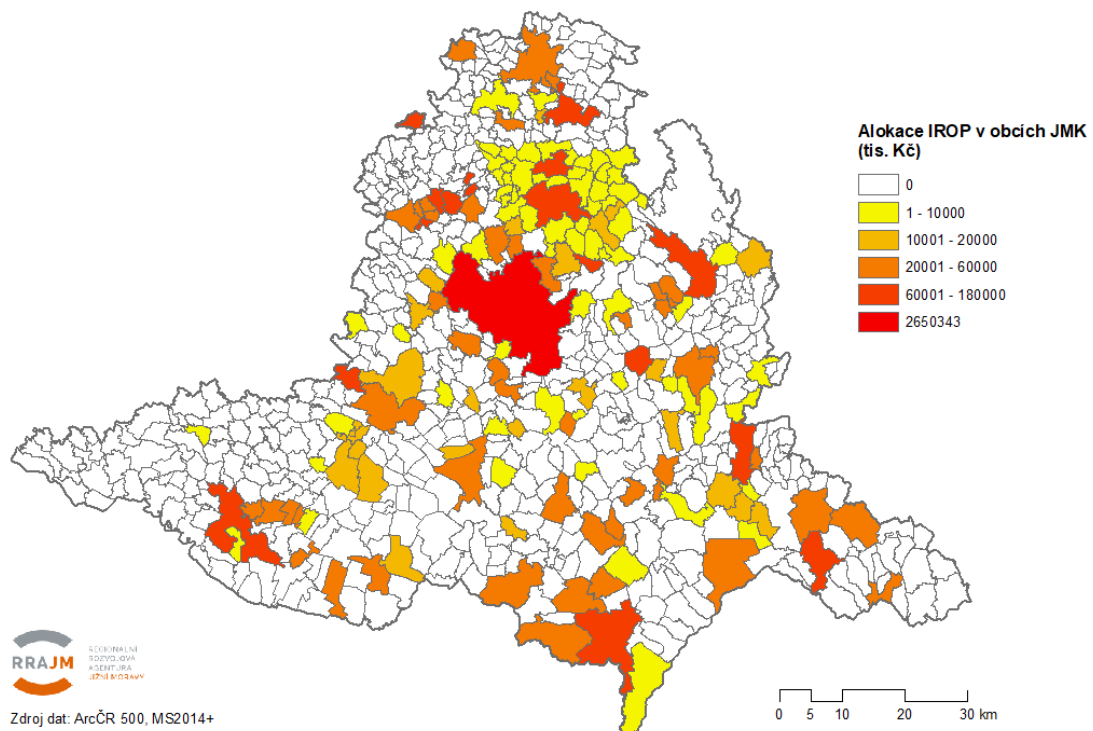 Alokace IROP v obcích JMK
(tis. Kč)
0
1 - 10000
10001 - 20000
20001 - 60000
60001 - 180000
2650343
RRAJM
REGIONALNÍ
ROZVOJOVÁ
AGENTURA
JIŽNÍ MORAVY
Zdroj dat: ArcČR 500, MS2014+
0 5 10 20 30 km